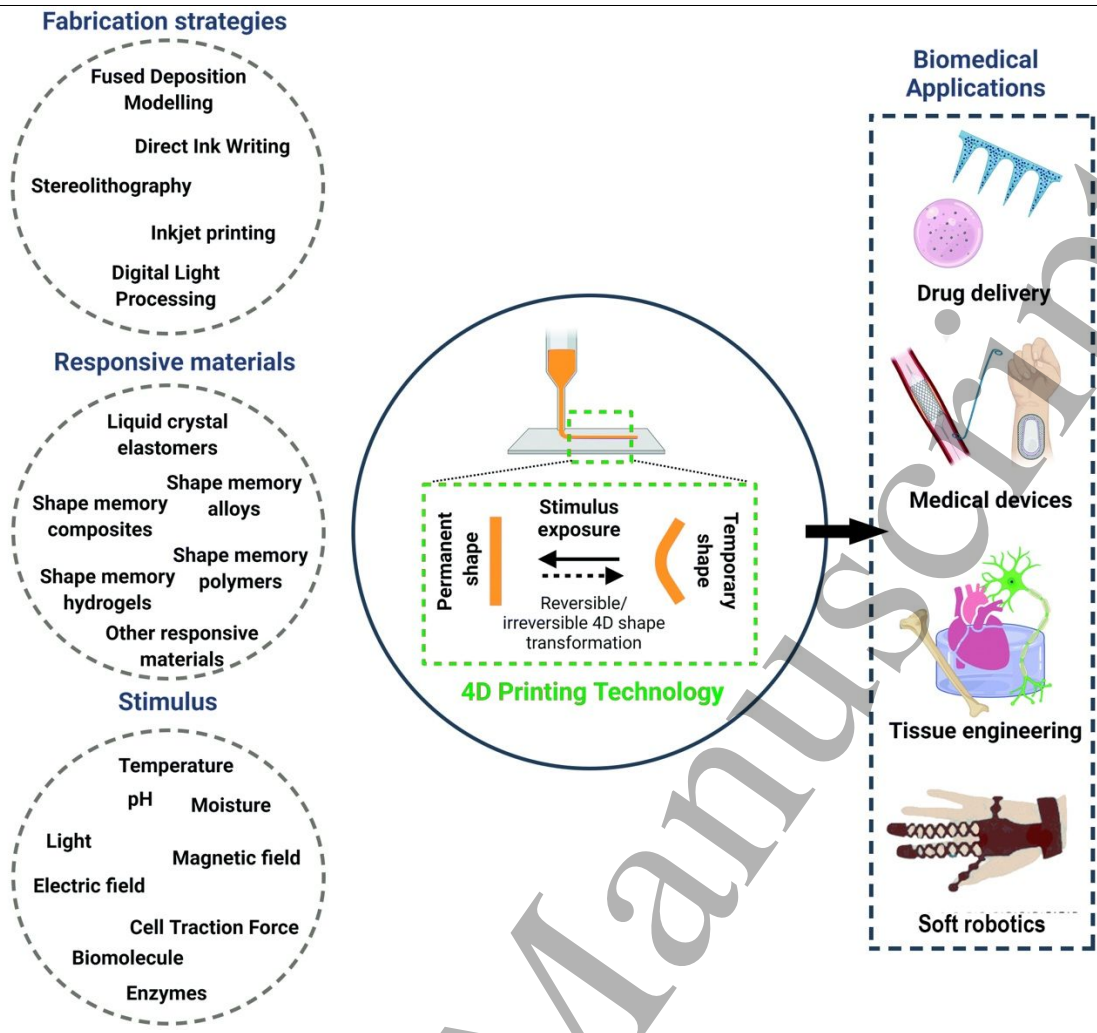 Fabrication strategies
Fused Deposition
Modelling
Direct Ink Writing
Stereolithography
Inkjet printing
Digital Light
Processing
Responsive materials
Liquid crystal
elastomers
Shape memory
alloys
Shape memory
composites
Shape memory
polymers
Shape memory
hydrogels
Other responsive
materials
Stimulus
Temperature
pH
Moisture
Light
Magnetic field
Electric field
Cell Traction Force
Biomolecule
Enzymes
Permanent
shape
Stimulus
exposure
Temporary
shape
Reversible/
irreversible 4D shape
transformation
4D Printing Technology
Biomedical
Applications
Drug delivery
Medical devices
Tissue engineering
Soft robotics
Manuscript